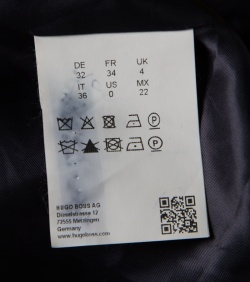 DE FR UK
32 34 4
IT US MX
36 0 22
HUGO BOSS AG
Dieselstrasse 12
72555 Metzingen
Germany
www.hugoboss.com